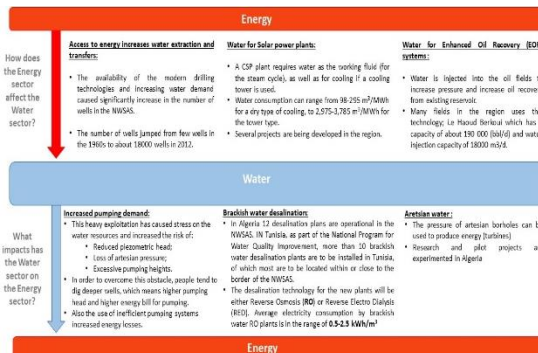 Energy
How does
the Energy
sector
affect the
Water
sector?
Access to energy increases water extraction and
transfers:
• The availability of the modern drilling
technologies and increasing water demand
caused significantly increase in the number of
wells in the NWSAS.
• The number of wells jumped from few wells in
the 1960s to about 18000 wells in 2012.
Water for Solar power plants:
• A CSP plant requires water as the working fluid (for
the steam cycle), as well as for cooling if a cooling
tower is used.
• Water consumption can range from 98-295 m³/MWh
for a dry type of cooling, to 2,975-3,785 m³/MWh for
the tower type.
• Several projects are being developed in the region.
Water for Enhanced Oil Recovery (EO
systems :
• Water is injected into the oil fields
increase pressure and increase oil recover
from existing reservoir.
• Many fields in the region uses th
technology; i.e Haoud Berkoui which has
capacity of about 190 000 (bbl/d) and wate
injection capacity of 18000 m3/d.
Water
What
impacts has
the Water
sector on
the Energy
sector?
Increased pumping demand:
• This heavy exploitation has caused stress on the
water resources and increased the risk of:
• Reduced piezometric head;
• Loss of artesian pressure;
• Excessive pumping heights.
• In order to overcome this obstacle, people tend to
dig deeper wells, which means higher pumping
head and higher energy bill for pumping.
• Also the use of inefficient pumping systems
increased energy losses.
Brackish water desalination:
• In Algeria 12 desalination plans are operational in the
NWSAS. IN Tunisia, as part of the National Program for
Water Quality Improvement, more than 10 brackish
water desalination plants are to be installed in Tunisia,
of which most are to be located within or close to the
border of the NWSAS.
• The desalination technology for the new plants will be
either Reverse Osmosis (RO) or Reverse Electro Dialysis
(RED). Average electricity consumption by brackish
water RO plants is in the range of 0.5-2.5 kWh/m³
Aretsian water :
• The pressure of artesian boreholes can b
used to produce energy (turbines)
• Research and pilot projects a
experimented in Algeria
Energy